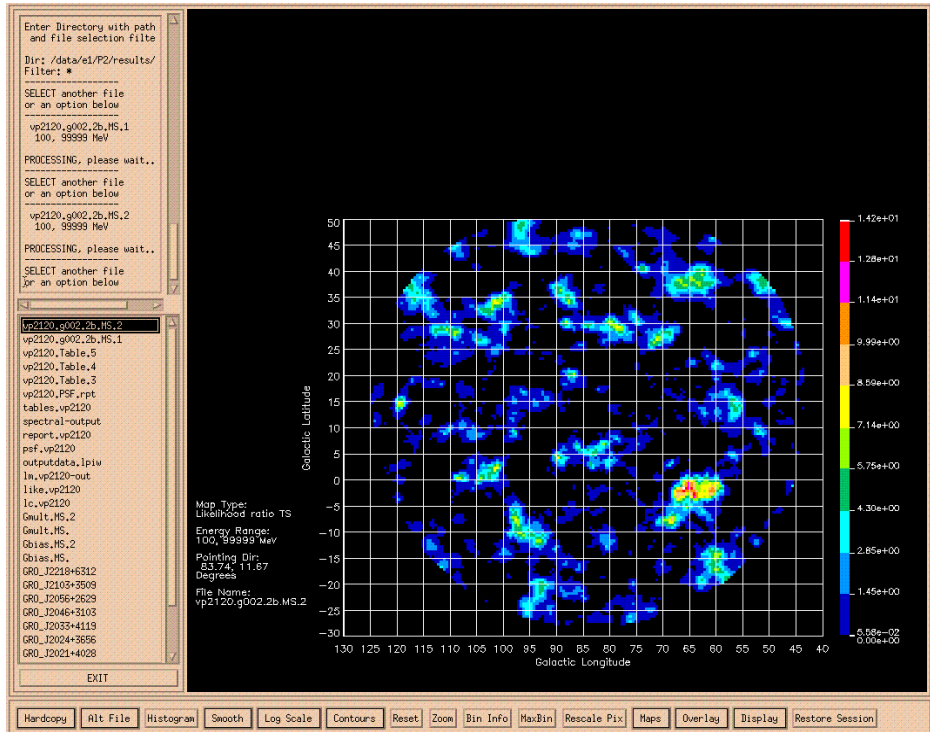 Enter Directory with path
and file selection filte
Dir: /data/e1/P2/results/
Filter: *
------------------
SELECT another file
or an option below
------------------
vp2120.g002.2b.MS.1
100, 99999 MeV
PROCESSING, please wait..
------------------
SELECT another file
or an option below
------------------
vp2120.g002.2b.MS.2
100, 99999 MeV
PROCESSING, please wait..
------------------
SELECT another file
or an option below
vp2120.g002.2b.MS.2
vp2120.g002.2b.MS.1
vp2120.Table.5
vp2120.Table.4
vp2120.Table.3
vp2120.PSF.rpt
tables.vp2120
spectral-output
report.vp2120
psf.vp2120
outputdata.lpiw
lm.vp2120-out
like.vp2120
lc.vp2120
Gmult.MS.2
Gmult.MS.
Gbias.MS.2
Gbias.MS.
GRO_J2218+6312
GRO_J2103+3509
GRO_J2056+2629
GRO_J2046+3103
GRO_J2033+4119
GRO_J2024+3656
GRO_J2021+4028
EXIT
Map Type:
Likelihood ratio TS
Energy Range:
100, 99999 MeV
Pointing Dir:
83.74, 11.67
Degrees
File Name:
vp2120.g002.2b.MS.2
Galactic Latitude
50
45
40
35
30
25
20
15
10
5
0
-5
-10
-15
-20
-25
-30
130 125 120 115 110 105 100 95 90 85 80 75 70 65 60 55 50 45 40
Galactic Longitude
1.42e+01
1.28e+01
1.14e+01
9.99e+00
8.59e+00
7.14e+00
5.75e+00
4.30e+00
2.85e+00
1.45e+00
5.58e-02
0.00e+00
Hardcopy Alt File Histogram Smooth Log Scale Contours Reset Zoom Bin Info MaxBin Rescale Pix Maps Overlay Display Restore Session